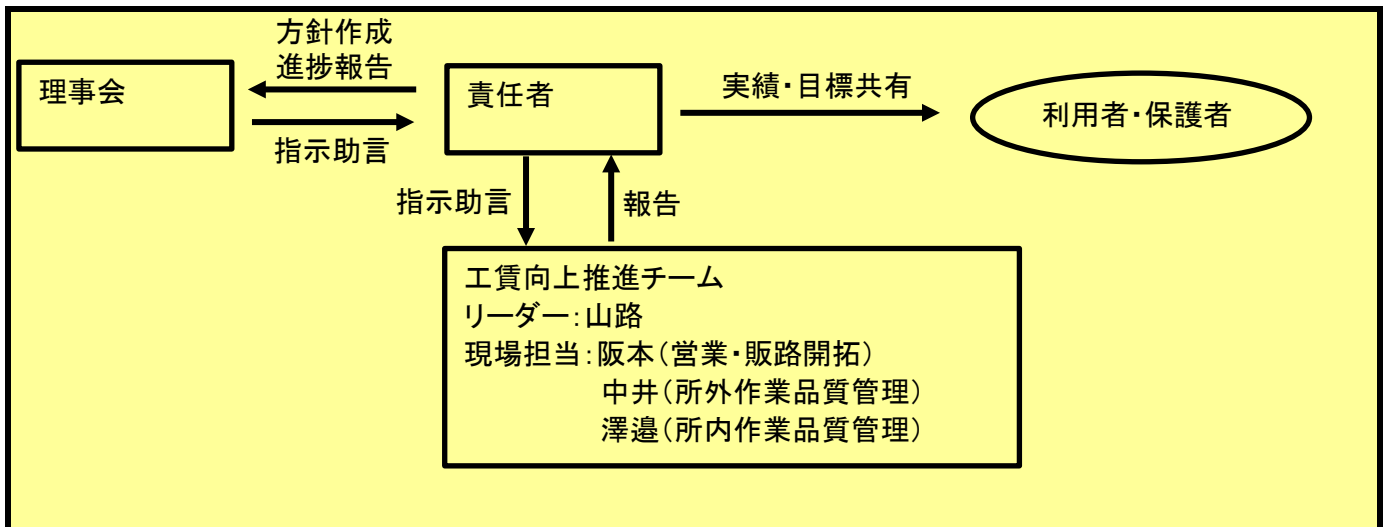 方針作成
進捗報告
理事会
責任者
実績・目標共有
利用者・保護者
指示助言
指示助言
報告
工賃向上推進チーム
リーダー：山路
現場担当：阪本（営業・販路開拓）
中井（所外作業品質管理）
澤邉（所内作業品質管理）